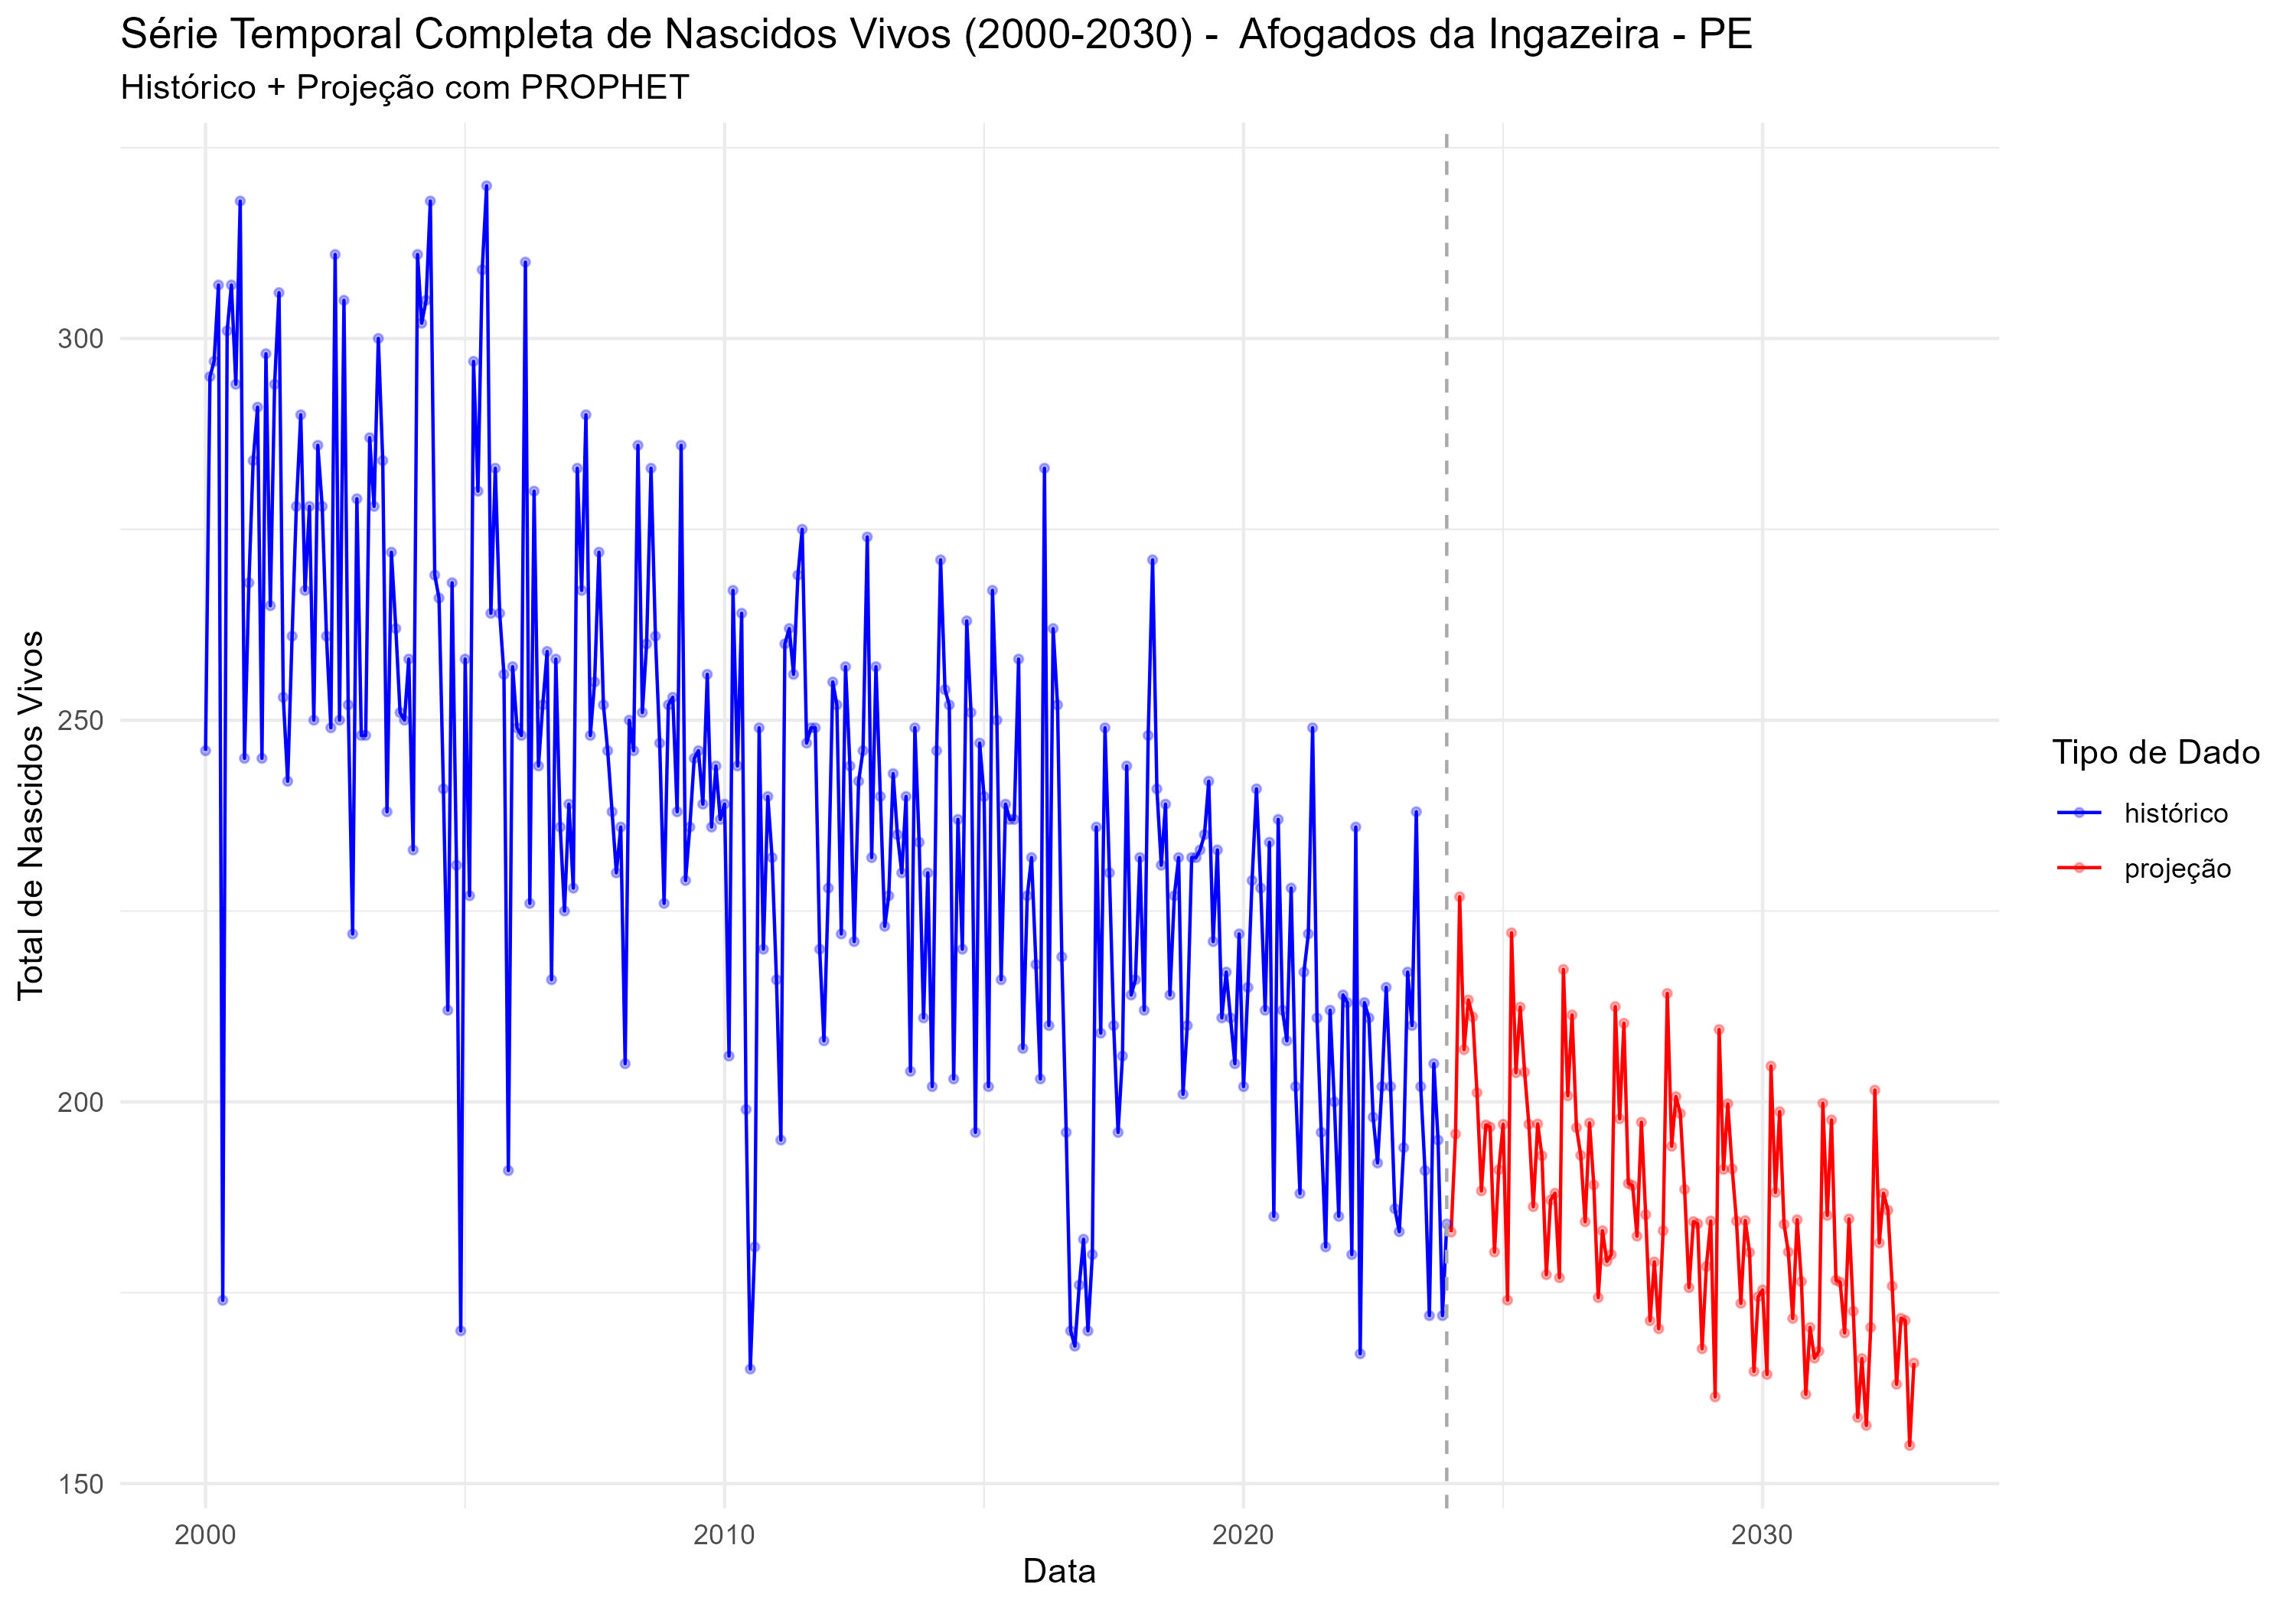 Série Temporal Completa de Nascidos Vivos (2000-2030) -  Afogados da Ingazeira - PE
Histórico + Projeção com PROPHET
Total de Nascidos Vivos
300
250
200
150
2000
2010
2020
2030
Data
Tipo de Dado
histórico
projeção